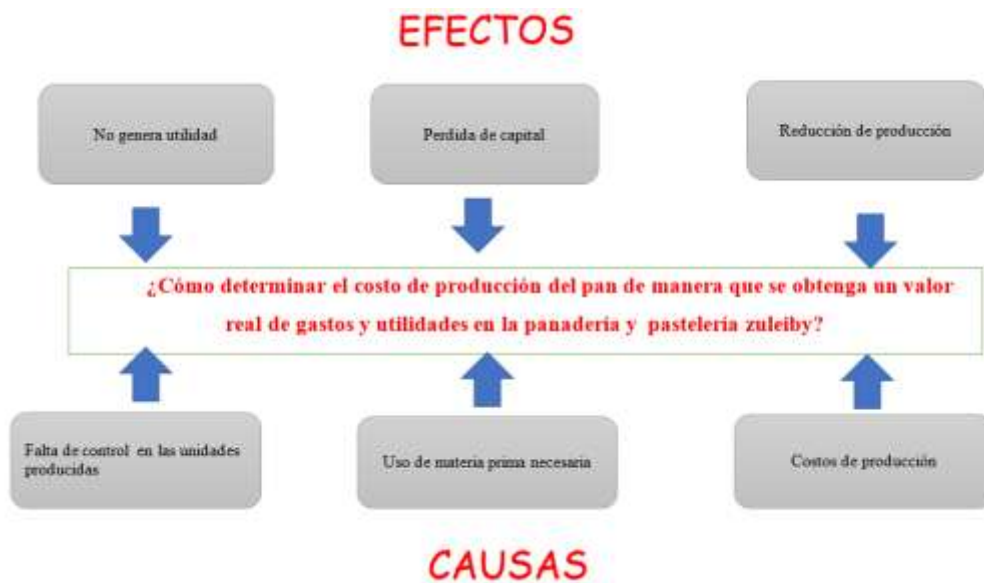 EFECTOS
No genera utilidad
Perdida de capital
Reducción de producción
¿Cómo determinar el costo de producción del pan de manera que se obtenga un valor
real de gastos y utilidades en la panadería y pastelería zuleiby?
Falta de control en las unidades
producidas
Uso de materia prima necesaria
Costos de producción
CAUSAS